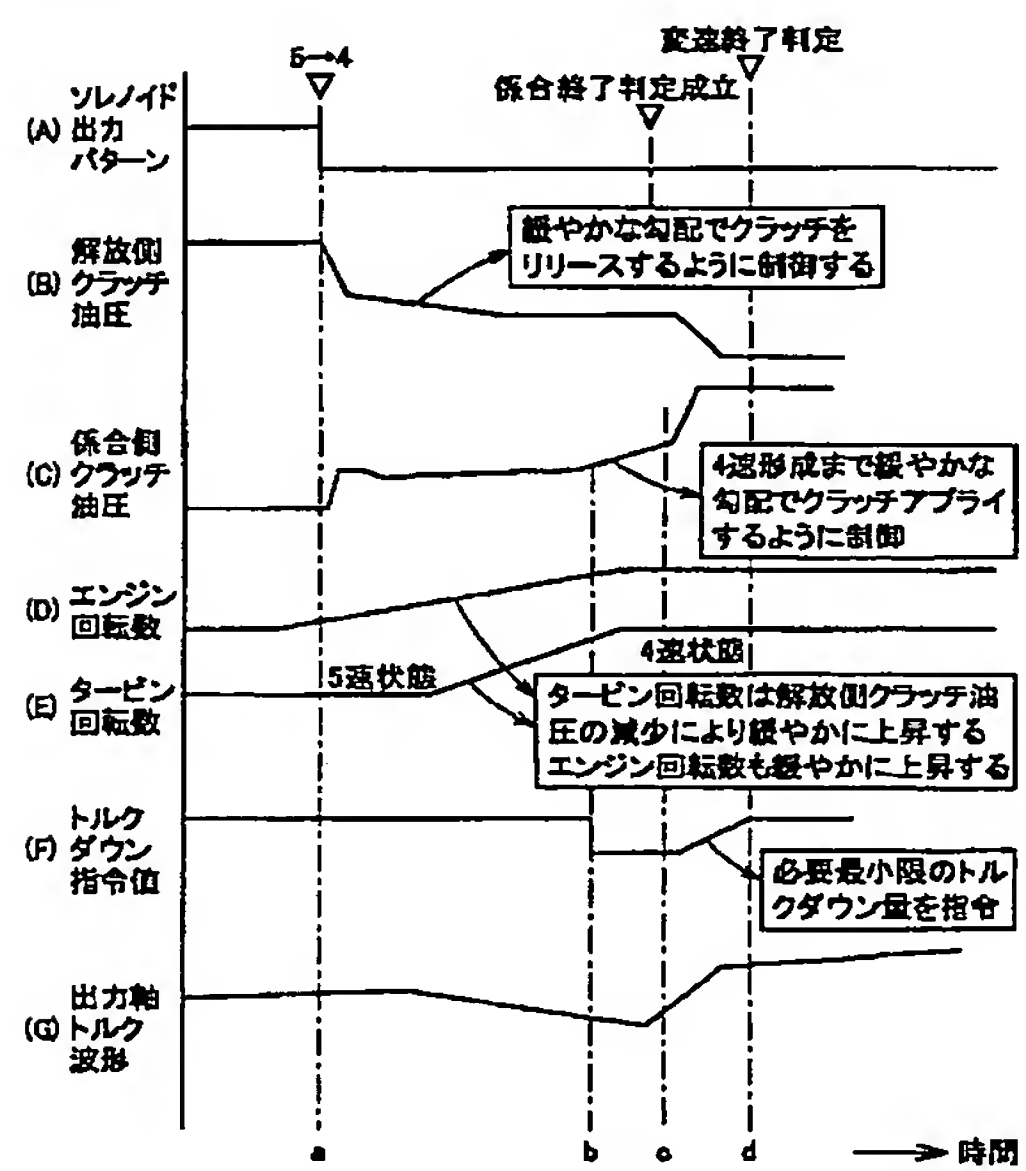 5→4
変速終了判定
係合終了判定成立
(A)
ソレノイド
出力
パターン
緩やかな勾配でクラッチを
リリースするように制御する
(B)
解放側
クラッチ
油圧
(C)
係合側
クラッチ
油圧
4速形成まで緩やかな
勾配でクラッチアプライ
するように制御
(D)
エンジン
回転数
4速状態
5速状態
(E)
タービン
回転数
タービン回転数は解放側クラッチ油
圧の減少により緩やかに上昇する
エンジン回転数も緩やかに上昇する
(F)
トルク
ダウン
指令値
必要最小限のトル
クダウン量を指令
(G)
出力軸
トルク
波形
a
b
c
d
時間